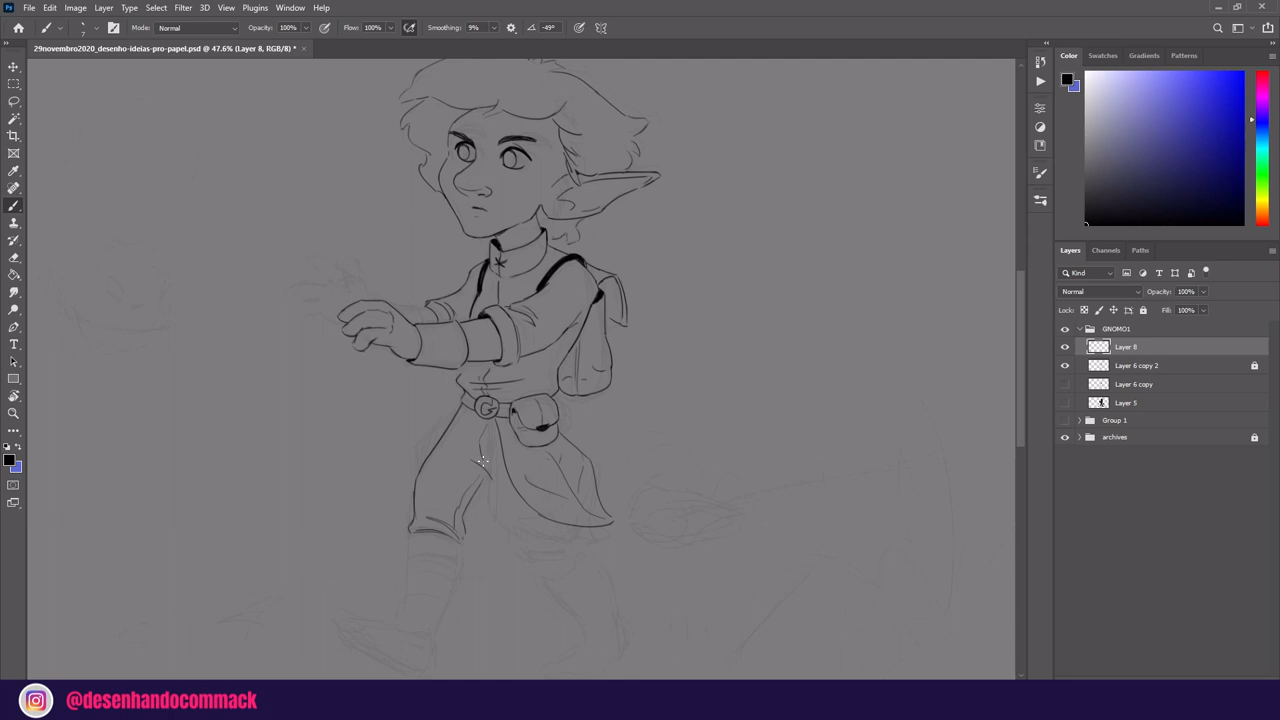 File Edit Image Layer Type Select Filter 3D View Plugins Window Help
7 Mode: Normal Opacity: 100% Flow: 100% Smoothing: 9% -49°
29novembro2020_desenho-ideias-pro-papel.psd @ 47.6% (Layer 8, RGB/8) *
Color Swatches Gradients Patterns
Layers Channels Paths
Kind
Normal Opacity: 100%
Lock: Fill: 100%
GNOMO1
Layer 8
Layer 6 copy 2
Layer 6 copy
Layer 5
Group 1
archives
@desenhandocommack